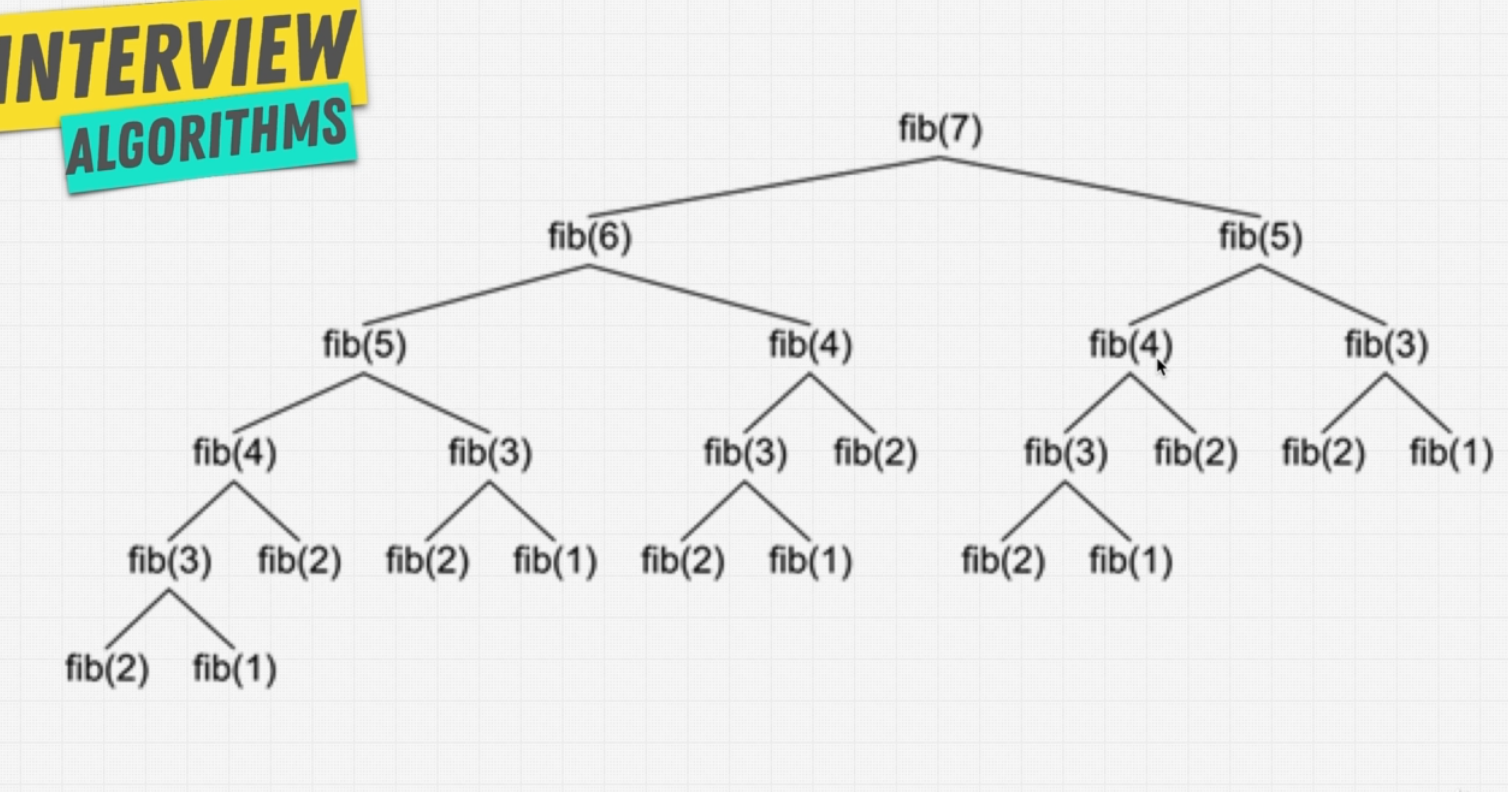 INTERVIEW
ALGORITHMS
fib(7)
fib(6) fib(5)
fib(5) fib(4) fib(4) fib(3)
fib(4) fib(3) fib(3) fib(2) fib(3) fib(2) fib(2) fib(1)
fib(3) fib(2) fib(2) fib(1) fib(2) fib(1) fib(2) fib(1)
fib(2) fib(1)